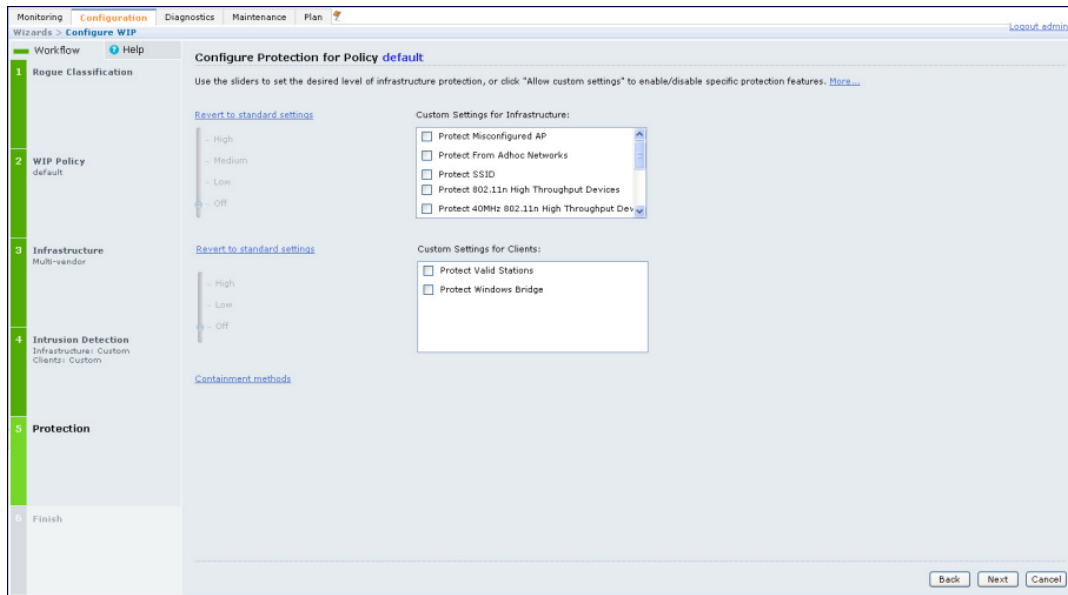 Monitoring Configuration Diagnostics Maintenance Plan
Logout admin
Wizards > Configure WIP
Workflow Help
1 Rogue Classification
2 WIP Policy
default
3 Infrastructure
Multi-vendor
4 Intrusion Detection
Infrastructure: Custom
Clients: Custom
5 Protection
6 Finish
Configure Protection for Policy default
Use the sliders to set the desired level of infrastructure protection, or click "Allow custom settings" to enable/disable specific protection features. More...
Revert to standard settings
- High
- Medium
- Low
- Off
Custom Settings for Infrastructure:
Protect Misconfigured AP
Protect From Adhoc Networks
Protect SSID
Protect 802.11n High Throughput Devices
Protect 40MHz 802.11n High Throughput Dev
Revert to standard settings
- High
- Low
- Off
Custom Settings for Clients:
Protect Valid Stations
Protect Windows Bridge
Containment methods
Back Next Cancel